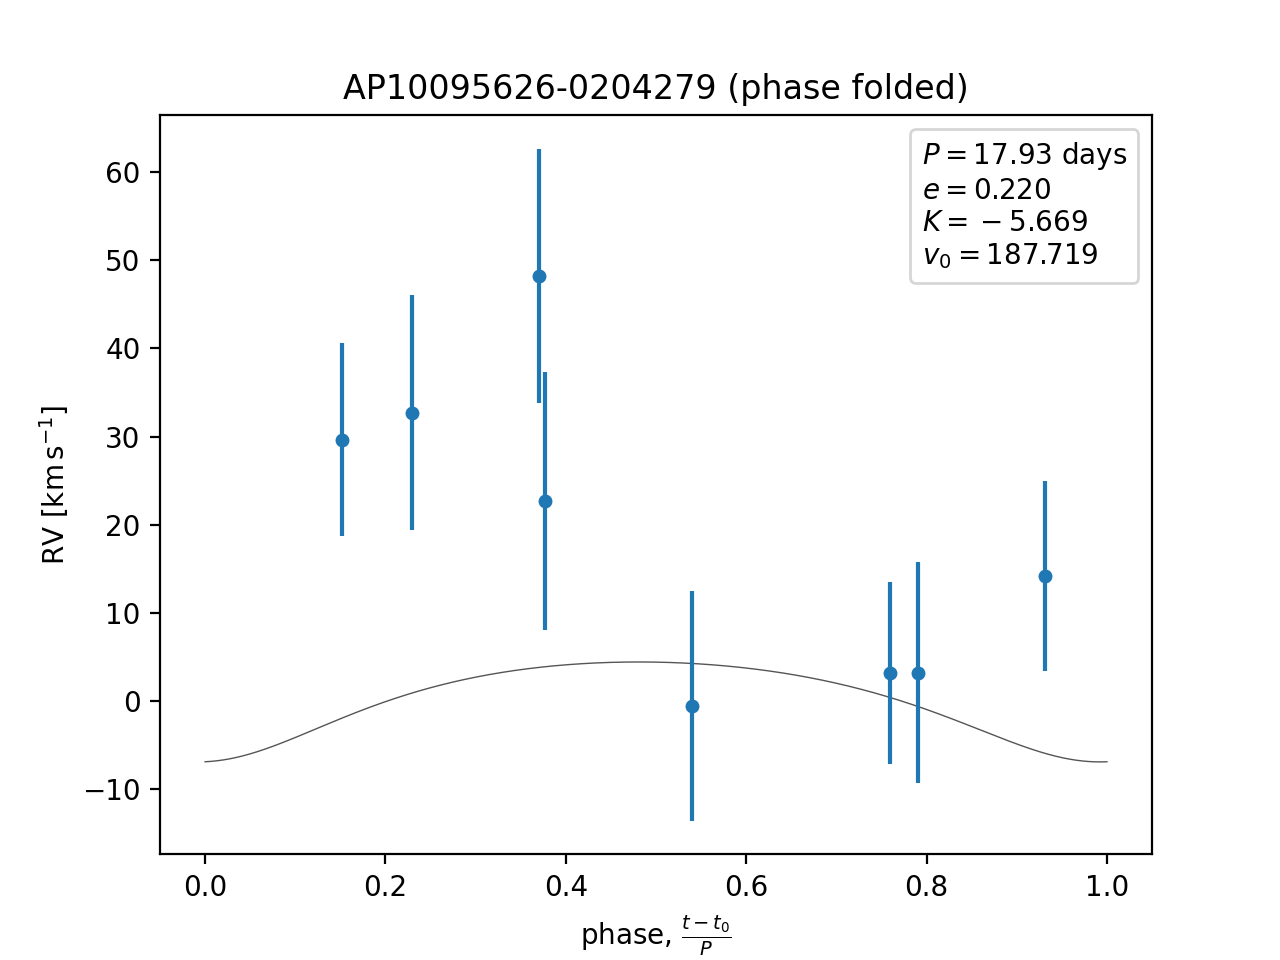 AP10095626-0204279 (phase folded)
P = 17.93 days
e = 0.220
K = −5.669
v₀ = 187.719
60
50
40
30
20
10
0
−10
RV [km s⁻¹]
0.0 0.2 0.4 0.6 0.8 1.0
phase, (t − t₀)/P